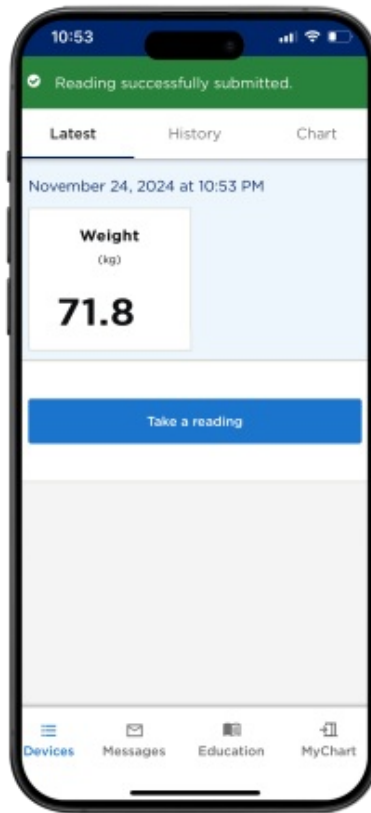 10:53
Reading successfully submitted.
Latest History Chart
November 24, 2024 at 10:53 PM
Weight
(kg)
71.8
Take a reading
Devices Messages Education MyChart